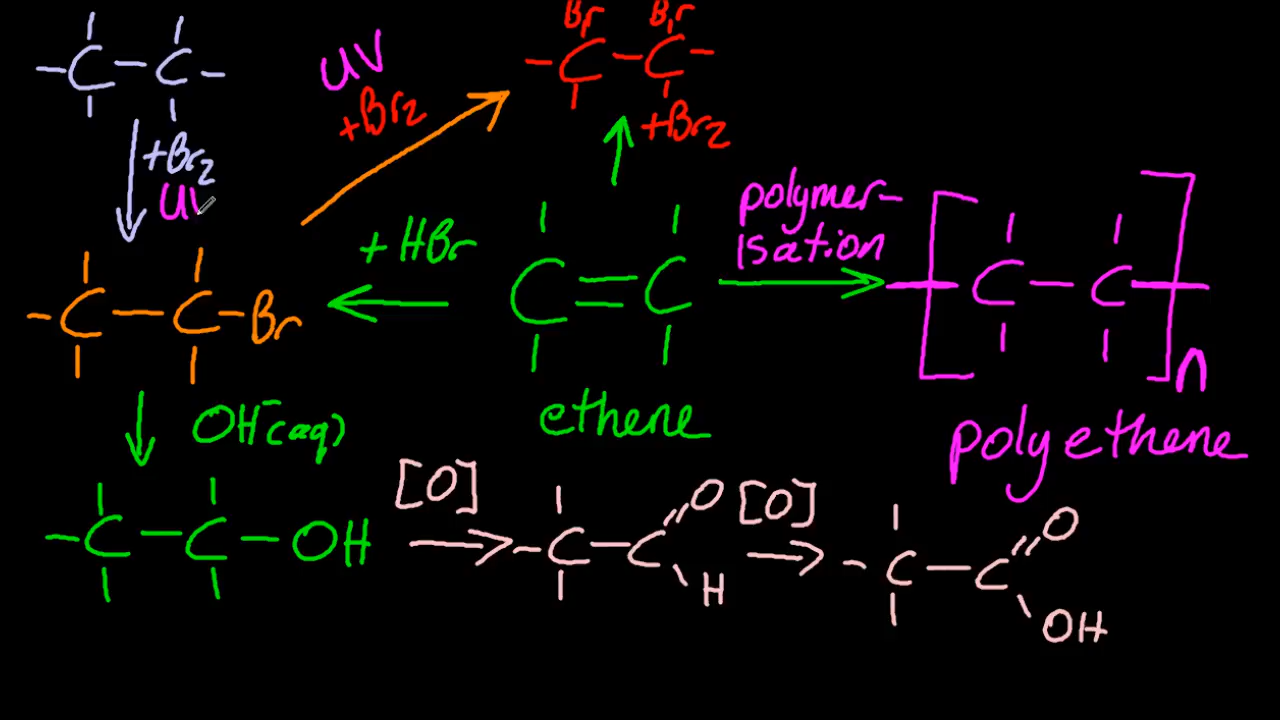 C C
+Br2
UV
UV
+Br2
Br Br
C C
+Br2
polymer-
isation
+ HBr
C C
C C
n
C C Br
ethene
polyethene
OH-(aq)
C C OH
[O]
C C O
H
[O]
C C O
OH